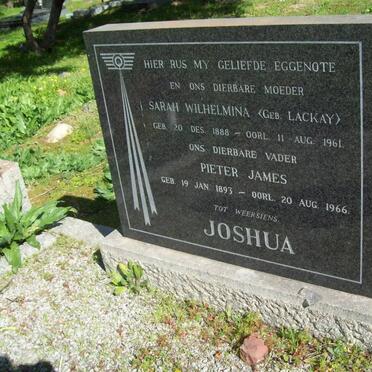 HIER RUS MY GELIEFDE EGGENOTE
EN ONS DIERBARE MOEDER
SARAH WILHELMINA (GEB. LACKAY)
GEB. 20 DES. 1888 - OORL. 11 AUG. 1961.
ONS DIERBARE VADER
PIETER JAMES
GEB. 19 JAN 1893 - OORL. 20 AUG. 1966.
TOT WEERSIENS.
JOSHUA